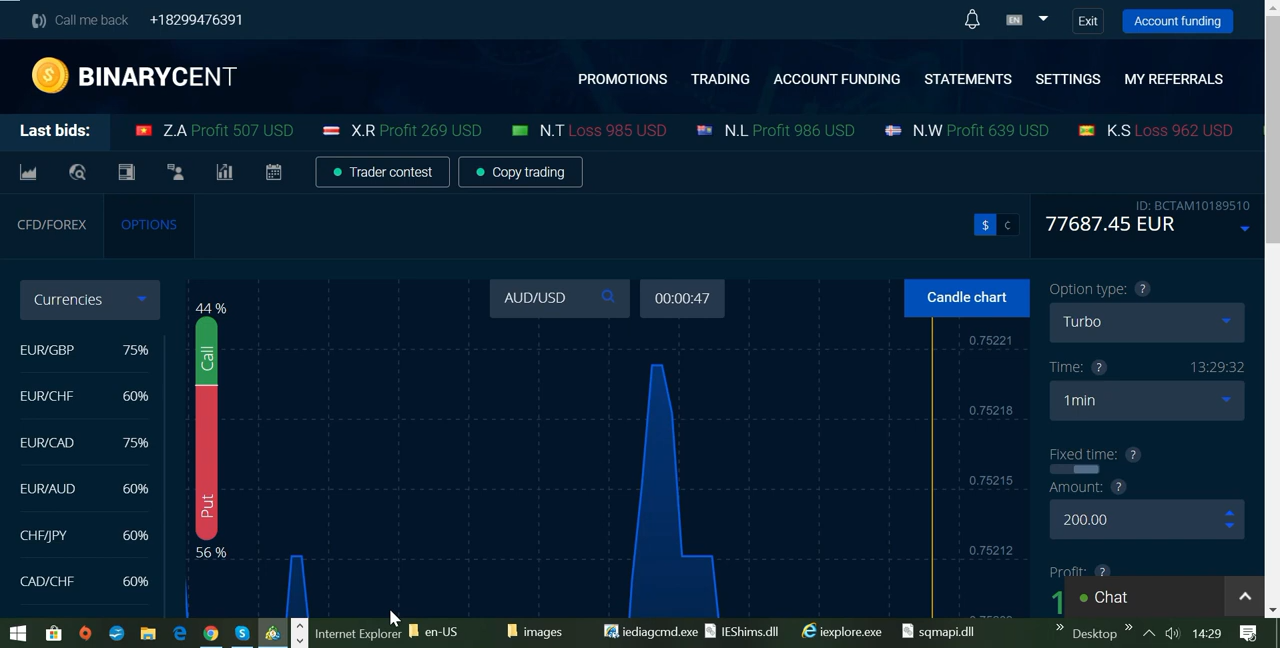 Call me back +18299476391 EN Exit Account funding
BINARYCENT PROMOTIONS TRADING ACCOUNT FUNDING STATEMENTS SETTINGS MY REFERRALS
Last bids: Z.A Profit 507 USD X.R Profit 269 USD N.T Loss 985 USD N.L Profit 986 USD N.W Profit 639 USD K.S Loss 962 USD
Trader contest Copy trading
ID: BCTAM10189510
CFD/FOREX OPTIONS $ ¢ 77687.45 EUR
Currencies
EUR/GBP 75%
EUR/CHF 60%
EUR/CAD 75%
EUR/AUD 60%
CHF/JPY 60%
CAD/CHF 60%
44 %
Call
Put
56 %
AUD/USD 00:00:47 Candle chart
0.75221
0.75218
0.75215
0.75212
Option type: ?
Turbo
Time: ? 13:29:32
1min
Fixed time: ?
Amount: ?
200.00
Profit: ?
1
Chat
Internet Explorer en-US images iediagcmd.exe IEShims.dll iexplore.exe sqmapi.dll » Desktop » 14:29